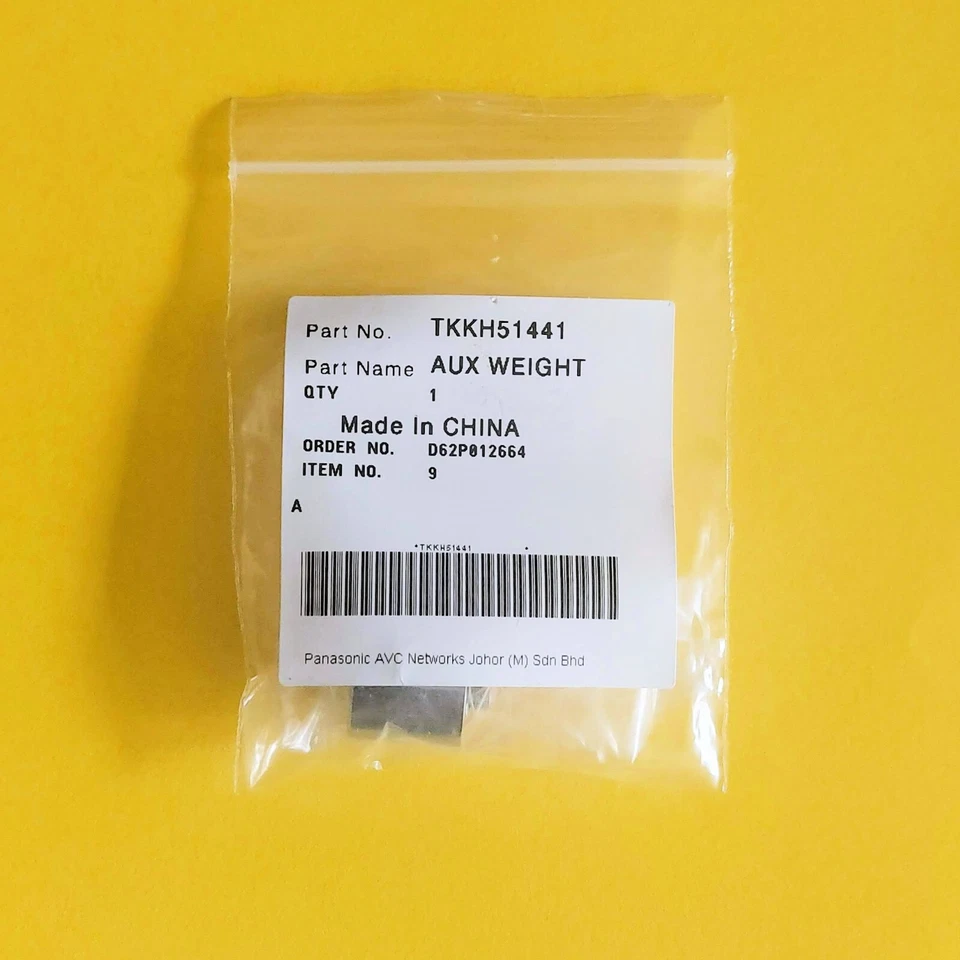 Part No. TKKH51441
Part Name AUX WEIGHT
QTY 1
Made In CHINA
ORDER NO. D62P012664
ITEM NO. 9
A
*TKKH51441 *
Panasonic AVC Networks Johor (M) Sdn Bhd